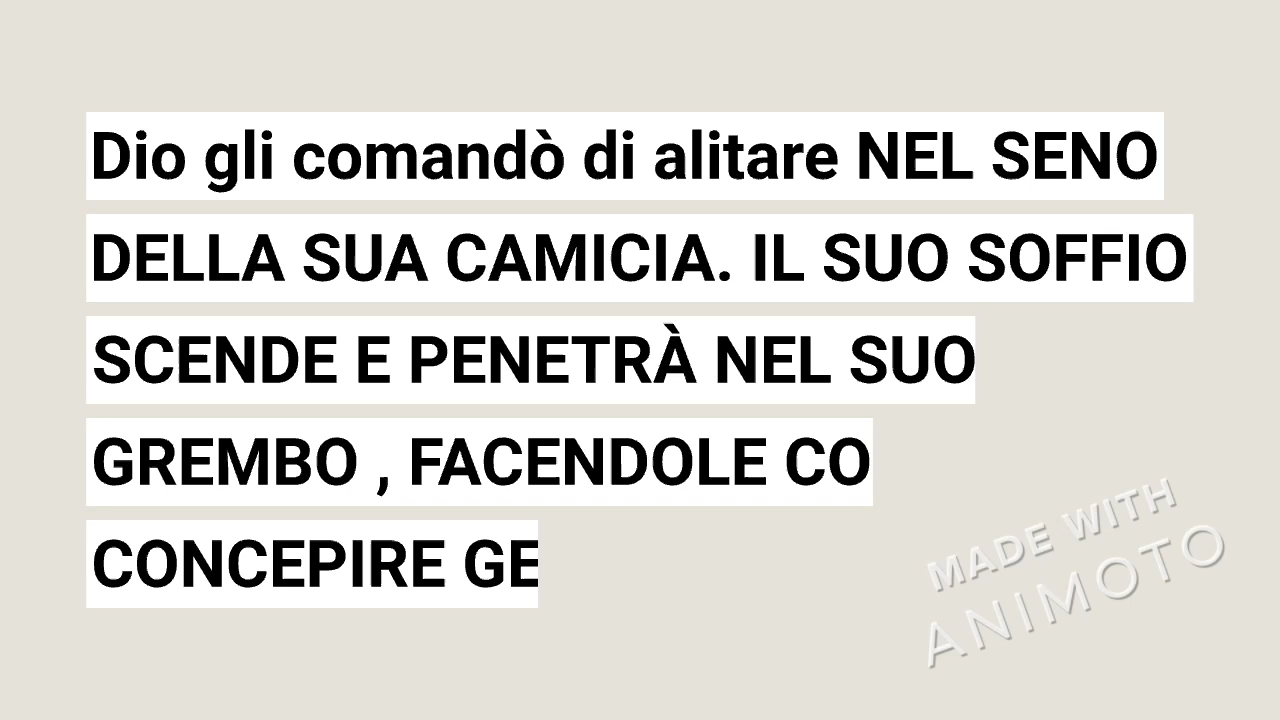 Dio gli comandò di alitare NEL SENO
DELLA SUA CAMICIA. IL SUO SOFFIO
SCENDE E PENETRÀ NEL SUO
GREMBO , FACENDOLE CO
CONCEPIRE GE
MADE WITH
ANIMOTO